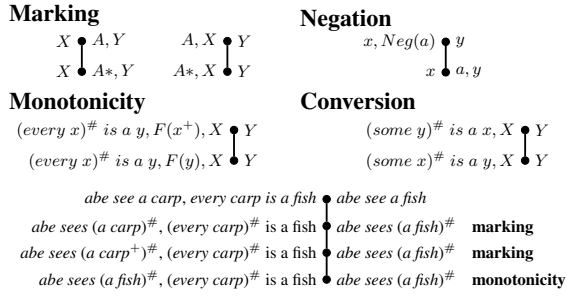 Marking
X A, Y
X A∗, Y
A, X Y
A∗, X Y
Negation
x, Neg(a) y
x a, y
Monotonicity
(every x)# is a y, F(x+), X Y
(every x)# is a y, F(y), X Y
Conversion
(some y)# is a x, X Y
(some x)# is a y, X Y
abe see a carp, every carp is a fish abe see a fish
abe sees (a carp)#, (every carp)# is a fish abe sees (a fish)# marking
abe sees (a carp+)#, (every carp)# is a fish abe sees (a fish)# marking
abe sees (a fish)#, (every carp)# is a fish abe sees (a fish)# monotonicity